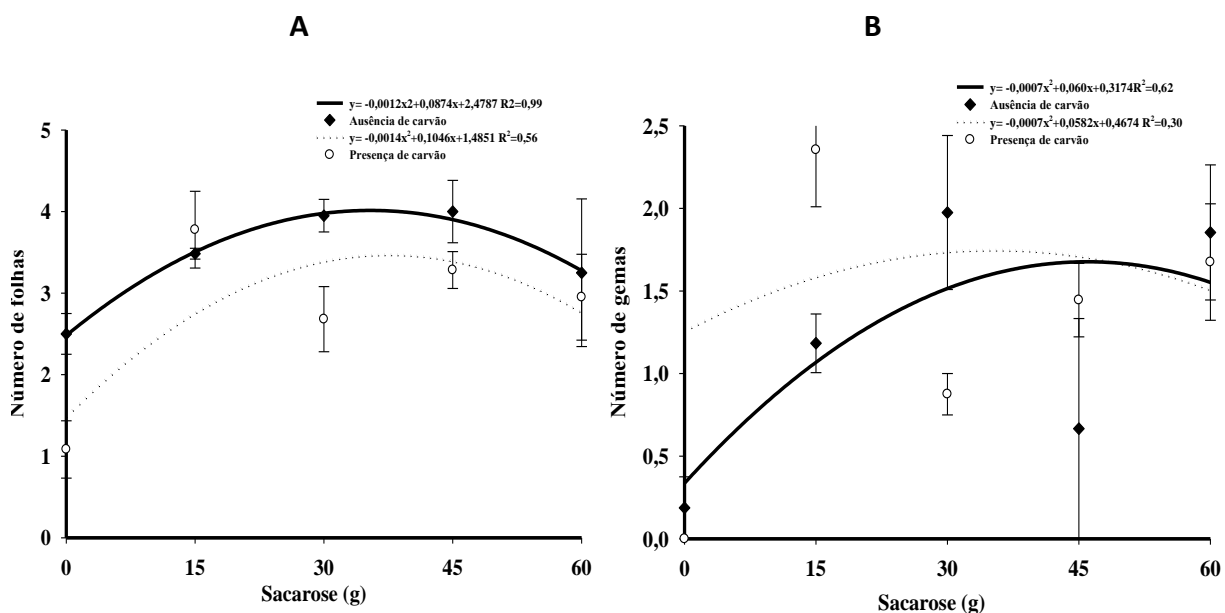 A
y= -0,0012x2+0,0874x+2,4787 R2=0,99
Ausência de carvão
y= -0,0014x²+0,1046x+1,4851 R²=0,56
Presença de carvão
Número de folhas
5
4
3
2
1
0
0 15 30 45 60
Sacarose (g)
B
y= -0,0007x²+0,060x+0,3174R²=0,62
Ausência de carvão
y= -0,0007x²+0,0582x+0,4674 R²=0,30
Presença de carvão
Número de gemas
2,5
2,0
1,5
1,0
0,5
0,0
0 15 30 45 60
Sacarose (g)